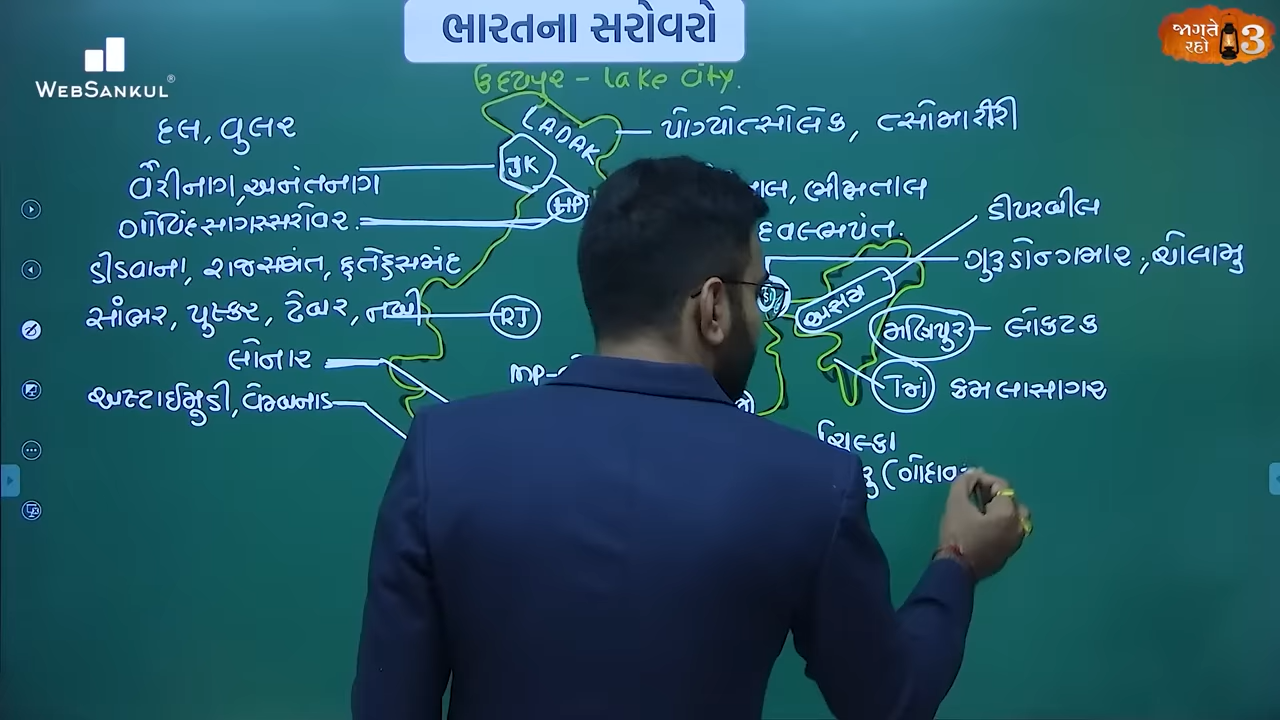 ભારતના સરોવરો
WEBSANKUL®
જાગતે
રહો 3
ઉદયપુર - Lake city.
દલ, વુલર
LADAK
પેંગ્પોંત્સોલેક, ત્સોમોરીરી
JK
વેરીનાગ, અનંતનાગ
HP
તાલ, ભીમતાલ
ગોવિંદસાગરસરોવર.
ડીપરબીલ
ડીડવાના, રાજસમંત, ફતેહસમંદ
ગુરૂડોન્ગમાર, ચોલામુ
આસામ
સાંભર, પુષ્કર, ઢેબર, નખી
RJ
મણિપુર - લોકટક
લોનાર
MP-
ત્રિ કમલાસાગર
અષ્ટામુડી, વેમ્બનાડ
ચિલ્કા
(ગોદાવ